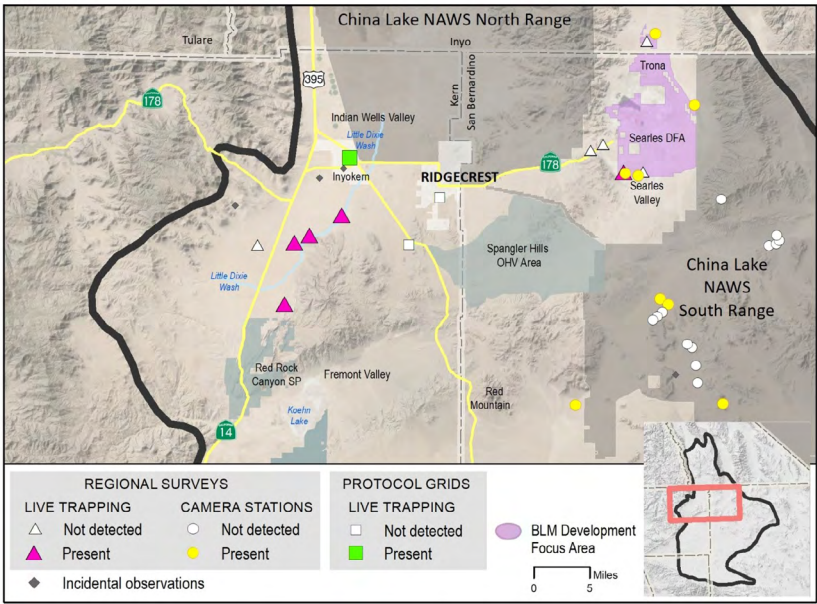 China Lake NAWS North Range
Tulare
Inyo
395
Trona
178
Kern
San Bernardino
Indian Wells Valley
Little Dixie
Wash
Searles DFA
Inyokern
178
RIDGECREST
Searles
Valley
Spangler Hills
OHV Area
China Lake
NAWS
South Range
Little Dixie
Wash
Red Rock
Canyon SP
Fremont Valley
Red
Mountain
Koehn
Lake
14
REGIONAL SURVEYS
LIVE TRAPPING
CAMERA STATIONS
Not detected
Not detected
Present
Present
Incidental observations
PROTOCOL GRIDS
LIVE TRAPPING
Not detected
Present
BLM Development
Focus Area
Miles
0 5